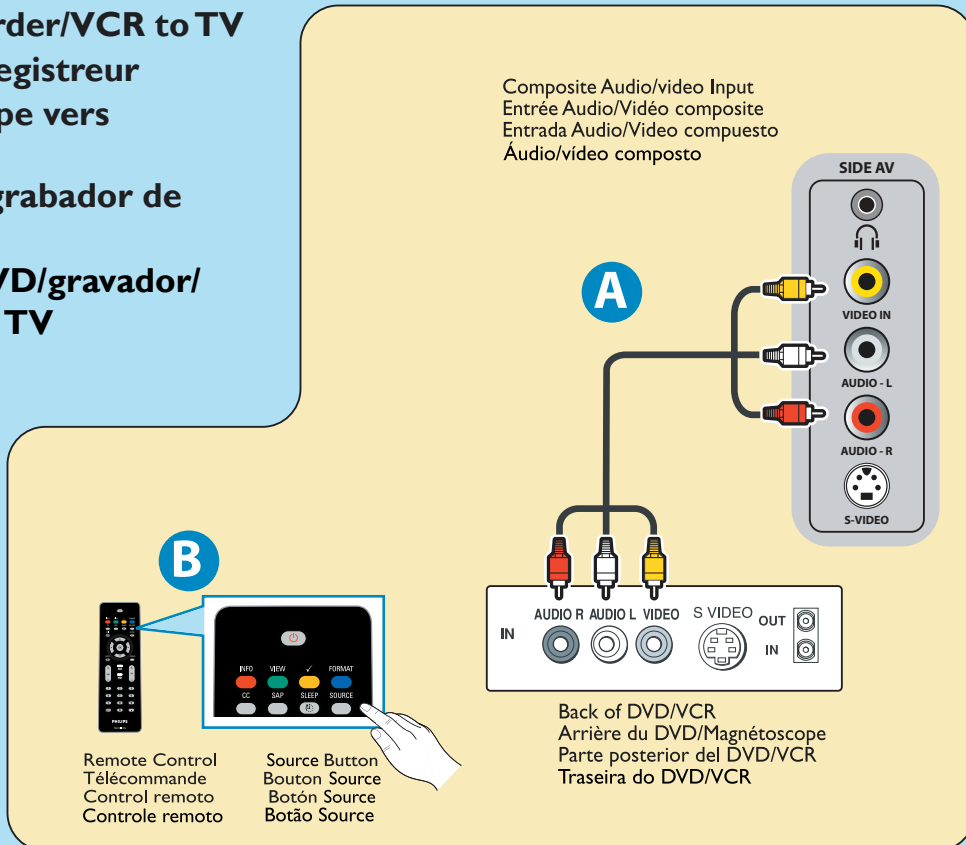 rder/VCR to TV
egistreur
pe vers
grabador de
VD/gravador/
TV
Composite Audio/video Input
Entrée Audio/Vidéo composite
Entrada Audio/Video compuesto
Áudio/vídeo composto
SIDE AV
A
VIDEO IN
AUDIO - L
AUDIO - R
S-VIDEO
B
INFO VIEW ✓ FORMAT
CC SAP SLEEP SOURCE
PHILIPS
Remote Control
Télécommande
Control remoto
Controle remoto
Source Button
Bouton Source
Botón Source
Botão Source
IN
AUDIO R AUDIO L VIDEO S VIDEO OUT
IN
Back of DVD/VCR
Arrière du DVD/Magnétoscope
Parte posterior del DVD/VCR
Traseira do DVD/VCR